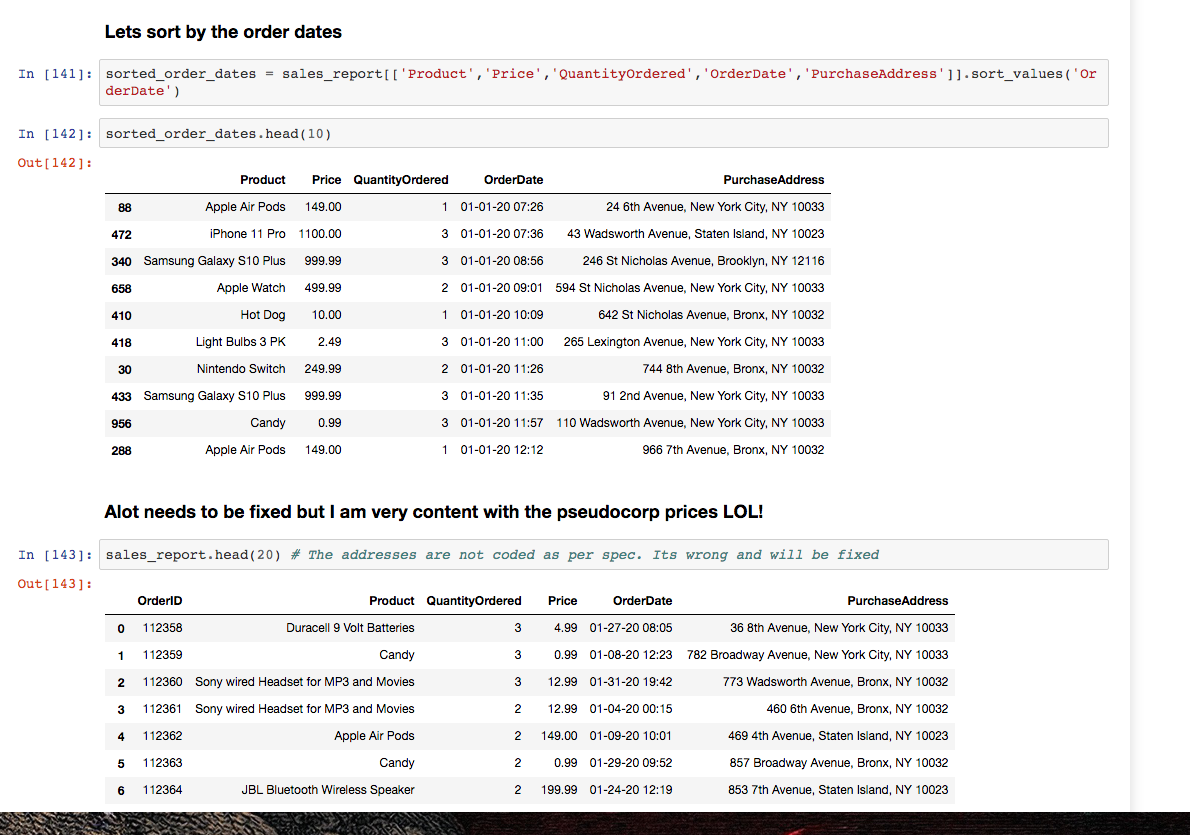 Lets sort by the order dates
In [141]: sorted_order_dates = sales_report[['Product','Price','QuantityOrdered','OrderDate','PurchaseAddress']].sort_values('Or
derDate')
In [142]: sorted_order_dates.head(10)
Out[142]:
Product Price QuantityOrdered OrderDate PurchaseAddress
88 Apple Air Pods 149.00 1 01-01-20 07:26 24 6th Avenue, New York City, NY 10033
472 iPhone 11 Pro 1100.00 3 01-01-20 07:36 43 Wadsworth Avenue, Staten Island, NY 10023
340 Samsung Galaxy S10 Plus 999.99 3 01-01-20 08:56 246 St Nicholas Avenue, Brooklyn, NY 12116
658 Apple Watch 499.99 2 01-01-20 09:01 594 St Nicholas Avenue, New York City, NY 10033
410 Hot Dog 10.00 1 01-01-20 10:09 642 St Nicholas Avenue, Bronx, NY 10032
418 Light Bulbs 3 PK 2.49 3 01-01-20 11:00 265 Lexington Avenue, New York City, NY 10033
30 Nintendo Switch 249.99 2 01-01-20 11:26 744 8th Avenue, Bronx, NY 10032
433 Samsung Galaxy S10 Plus 999.99 3 01-01-20 11:35 91 2nd Avenue, New York City, NY 10033
956 Candy 0.99 3 01-01-20 11:57 110 Wadsworth Avenue, New York City, NY 10033
288 Apple Air Pods 149.00 1 01-01-20 12:12 966 7th Avenue, Bronx, NY 10032
Alot needs to be fixed but I am very content with the pseudocorp prices LOL!
In [143]: sales_report.head(20) # The addresses are not coded as per spec. Its wrong and will be fixed
Out[143]:
OrderID Product QuantityOrdered Price OrderDate PurchaseAddress
0 112358 Duracell 9 Volt Batteries 3 4.99 01-27-20 08:05 36 8th Avenue, New York City, NY 10033
1 112359 Candy 3 0.99 01-08-20 12:23 782 Broadway Avenue, New York City, NY 10033
2 112360 Sony wired Headset for MP3 and Movies 3 12.99 01-31-20 19:42 773 Wadsworth Avenue, Bronx, NY 10032
3 112361 Sony wired Headset for MP3 and Movies 2 12.99 01-04-20 00:15 460 6th Avenue, Bronx, NY 10032
4 112362 Apple Air Pods 2 149.00 01-09-20 10:01 469 4th Avenue, Staten Island, NY 10023
5 112363 Candy 2 0.99 01-29-20 09:52 857 Broadway Avenue, Bronx, NY 10032
6 112364 JBL Bluetooth Wireless Speaker 2 199.99 01-24-20 12:19 853 7th Avenue, Staten Island, NY 10023